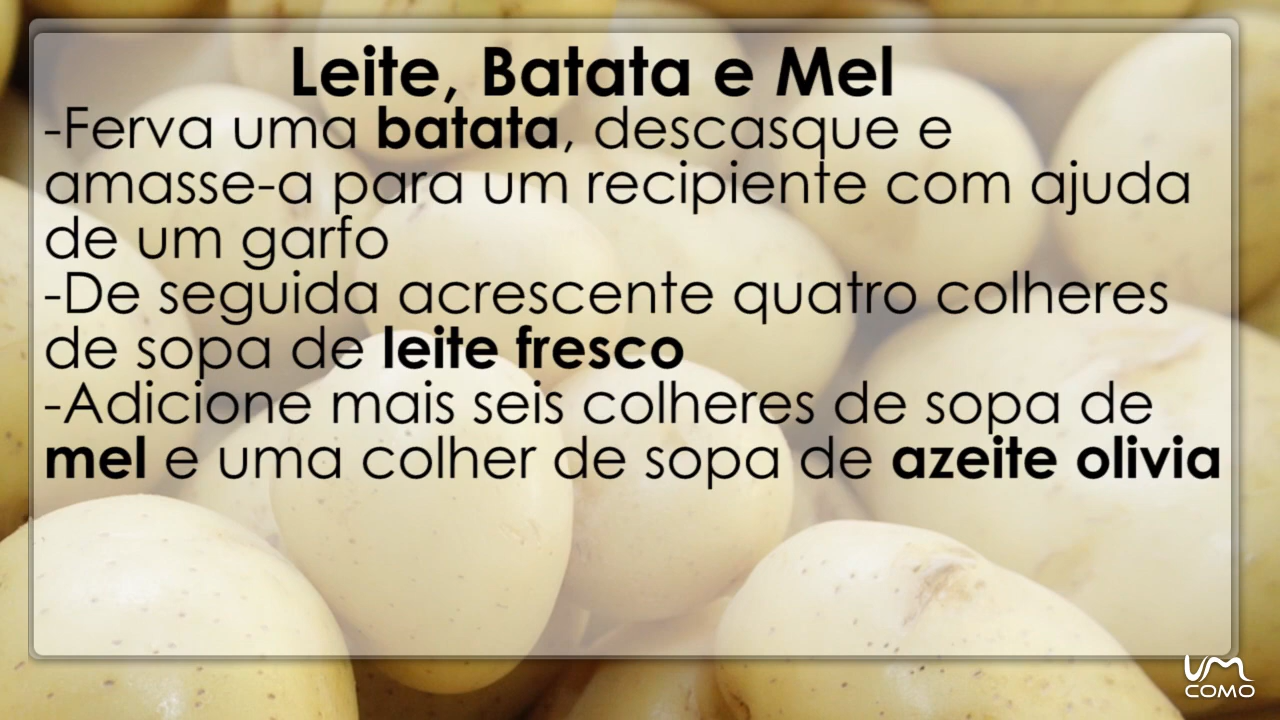 Leite, Batata e Mel
-Ferva uma batata, descasque e
amasse-a para um recipiente com ajuda
de um garfo
-De seguida acrescente quatro colheres
de sopa de leite fresco
-Adicione mais seis colheres de sopa de
mel e uma colher de sopa de azeite olivia
UM
COMO